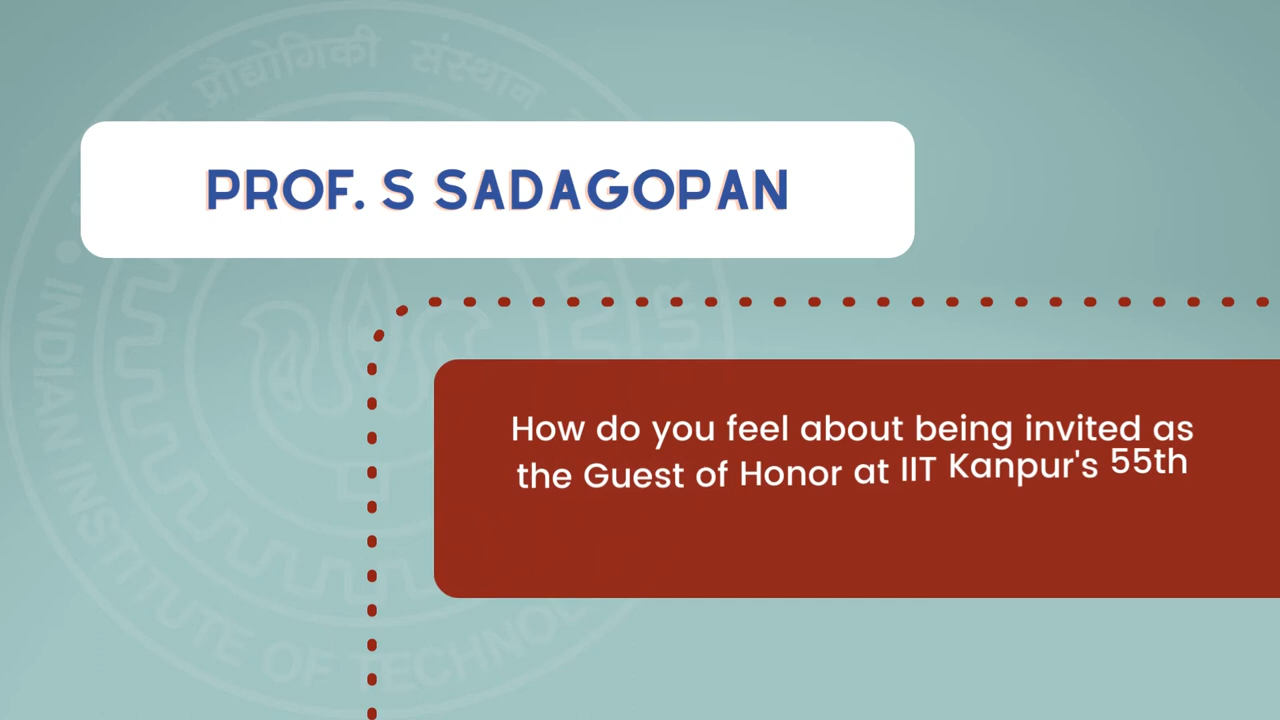 प्रौद्योगिकी संस्थान
PROF. S SADAGOPAN
How do you feel about being invited as
the Guest of Honor at IIT Kanpur's 55th
INDIAN INSTITUTE OF TECHNOLO